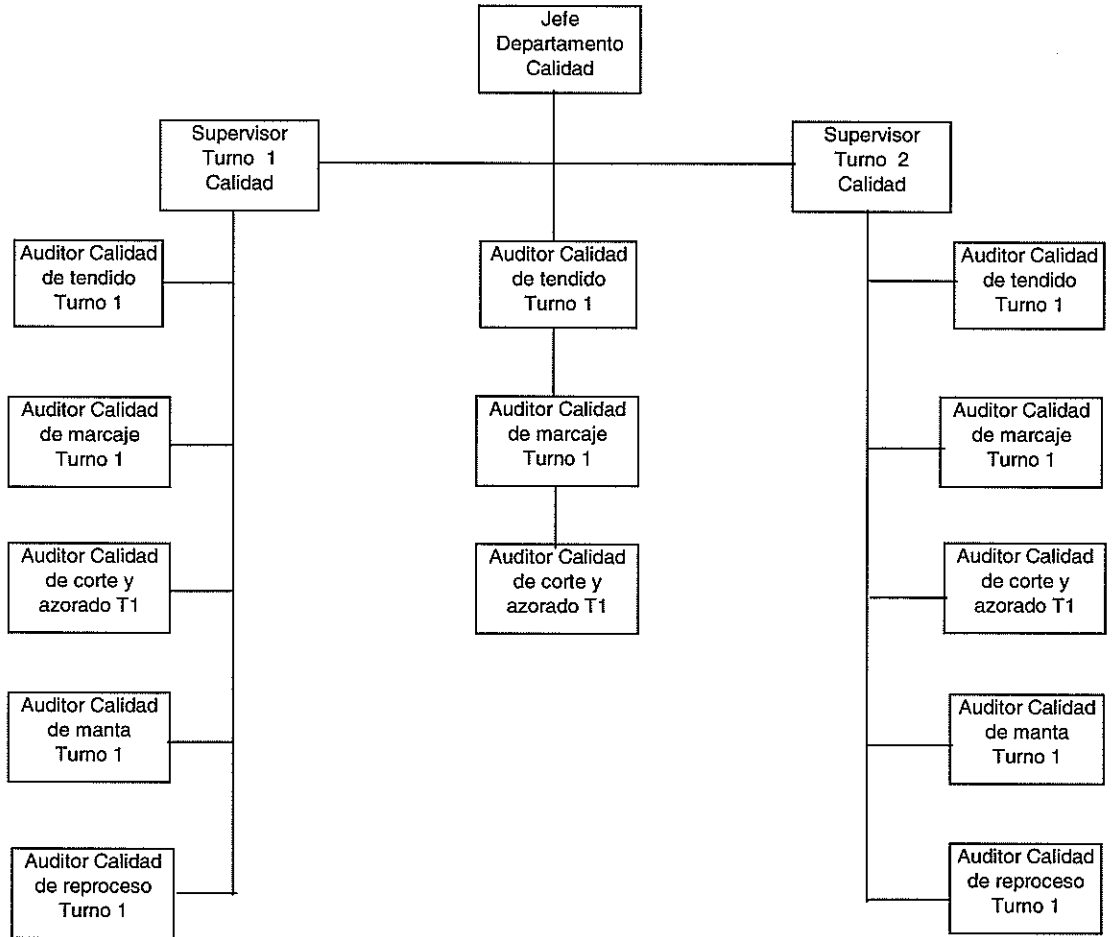 Jefe
Departamento
Calidad
Supervisor
Turno 1
Calidad
Supervisor
Turno 2
Calidad
Auditor Calidad
de tendido
Turno 1
Auditor Calidad
de tendido
Turno 1
Auditor Calidad
de tendido
Turno 1
Auditor Calidad
de marcaje
Turno 1
Auditor Calidad
de marcaje
Turno 1
Auditor Calidad
de marcaje
Turno 1
Auditor Calidad
de corte y
azorado T1
Auditor Calidad
de corte y
azorado T1
Auditor Calidad
de corte y
azorado T1
Auditor Calidad
de manta
Turno 1
Auditor Calidad
de manta
Turno 1
Auditor Calidad
de reproceso
Turno 1
Auditor Calidad
de reproceso
Turno 1